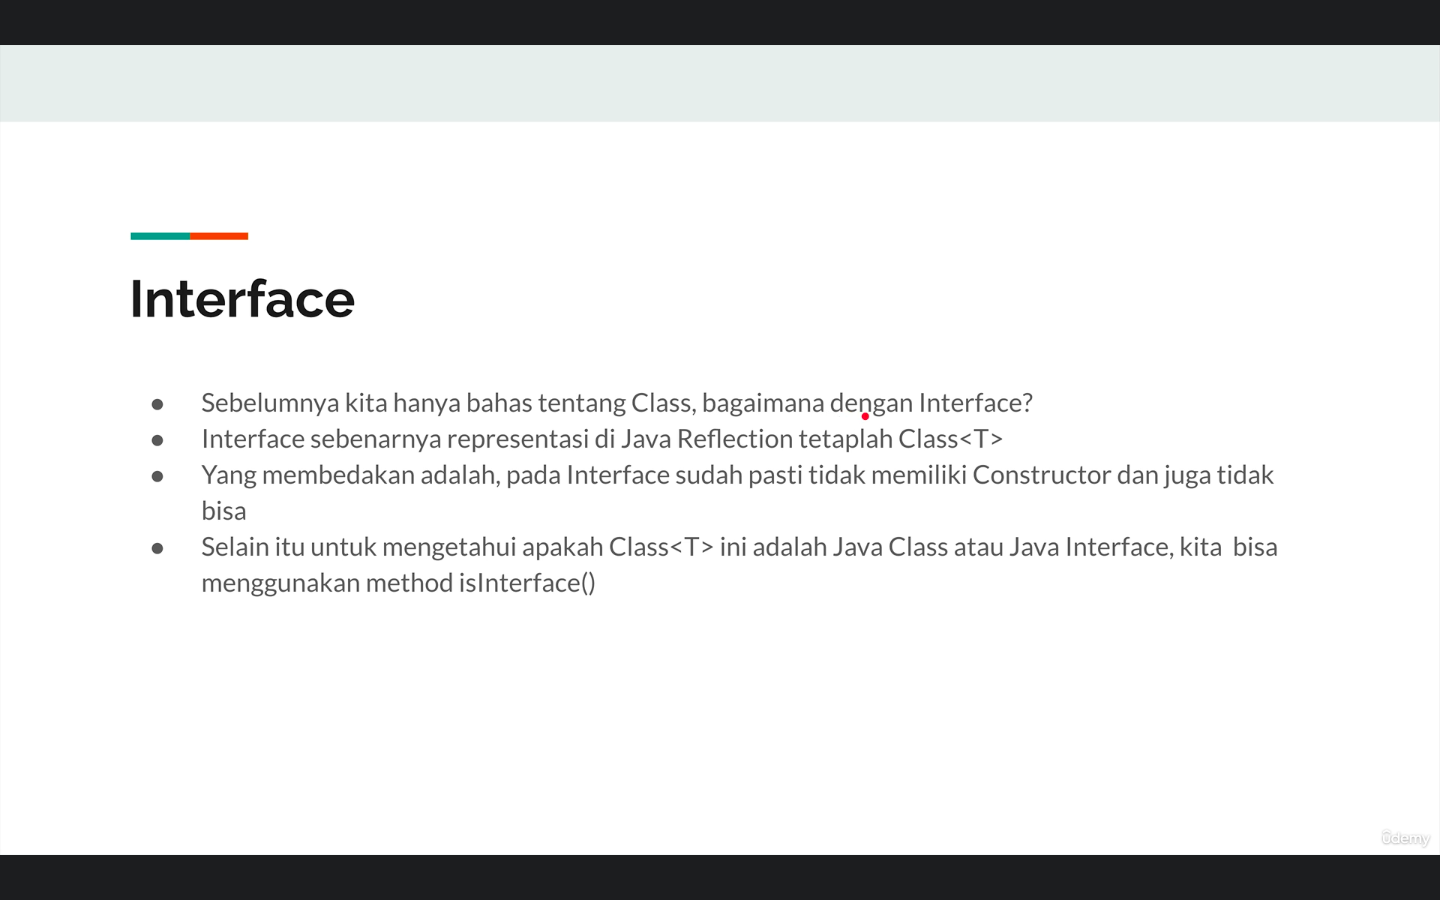 Interface
● Sebelumnya kita hanya bahas tentang Class, bagaimana dengan Interface?
● Interface sebenarnya representasi di Java Reflection tetaplah Class<T>
● Yang membedakan adalah, pada Interface sudah pasti tidak memiliki Constructor dan juga tidak
bisa
● Selain itu untuk mengetahui apakah Class<T> ini adalah Java Class atau Java Interface, kita  bisa
menggunakan method isInterface()
ûdemy